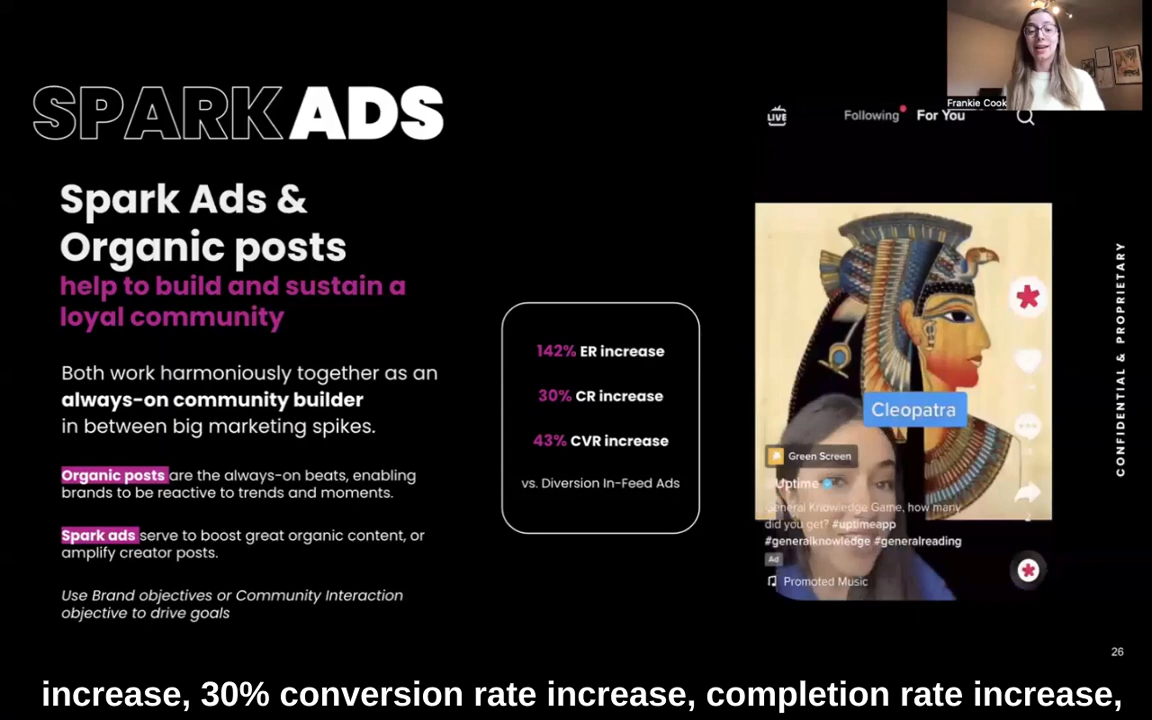 Frankie Cook
SPARK ADS
LIVE
Following
For You
Spark Ads &
Organic posts
help to build and sustain a
loyal community
Both work harmoniously together as an
always-on community builder
in between big marketing spikes.
Organic posts are the always-on beats, enabling
brands to be reactive to trends and moments.
Spark ads serve to boost great organic content, or
amplify creator posts.
Use Brand objectives or Community Interaction
objective to drive goals
142% ER increase
30% CR increase
43% CVR increase
vs. Diversion In-Feed Ads
Cleopatra
Green Screen
Uptime
General Knowledge Game, how many
did you get? #uptimeapp
#generalknowledge #generalreading
Ad
Promoted Music
CONFIDENTIAL & PROPRIETARY
26
increase, 30% conversion rate increase, completion rate increase,